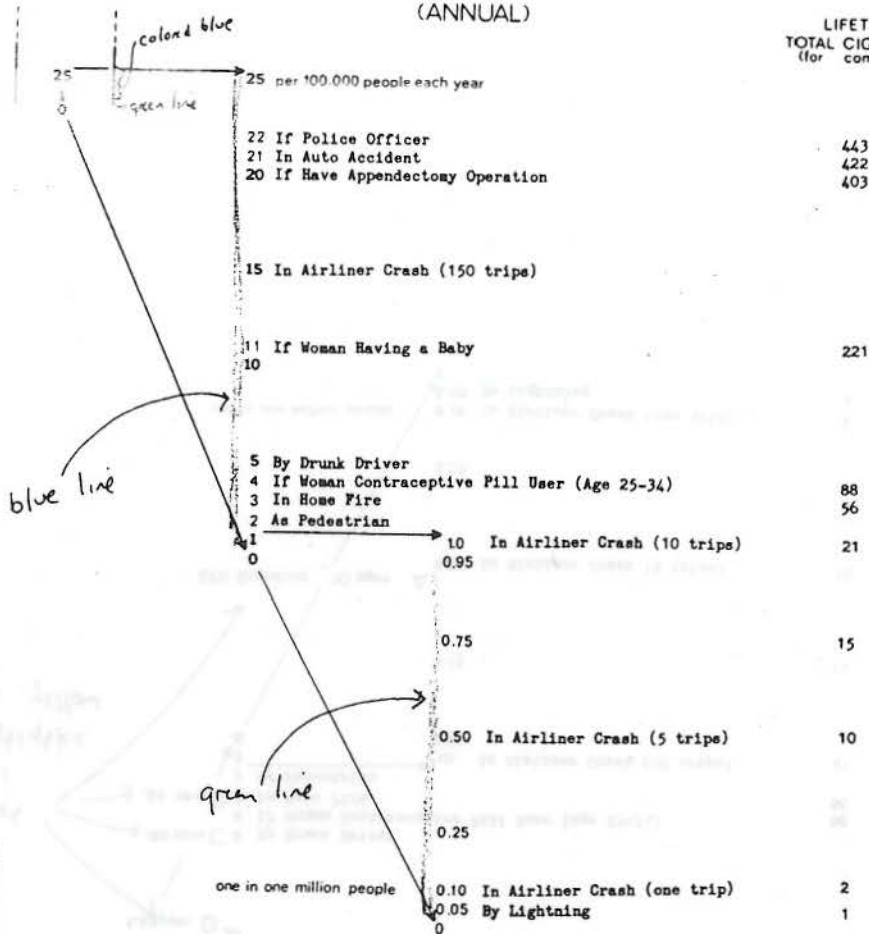 (ANNUAL)
LIFET
TOTAL CIG
(for com
colored blue
25
0
green line
25 per 100.000 people each year
22 If Police Officer 443
21 In Auto Accident 422
20 If Have Appendectomy Operation 403
15 In Airliner Crash (150 trips)
11 If Woman Having a Baby 221
10
5 By Drunk Driver
4 If Woman Contraceptive Pill User (Age 25-34) 88
3 In Home Fire 56
2 As Pedestrian
1
0
blue line
1.0 In Airliner Crash (10 trips) 21
0.95
0.75 15
0.50 In Airliner Crash (5 trips) 10
green line
0.25
one in one million people 0.10 In Airliner Crash (one trip) 2
0.05 By Lightning 1
0